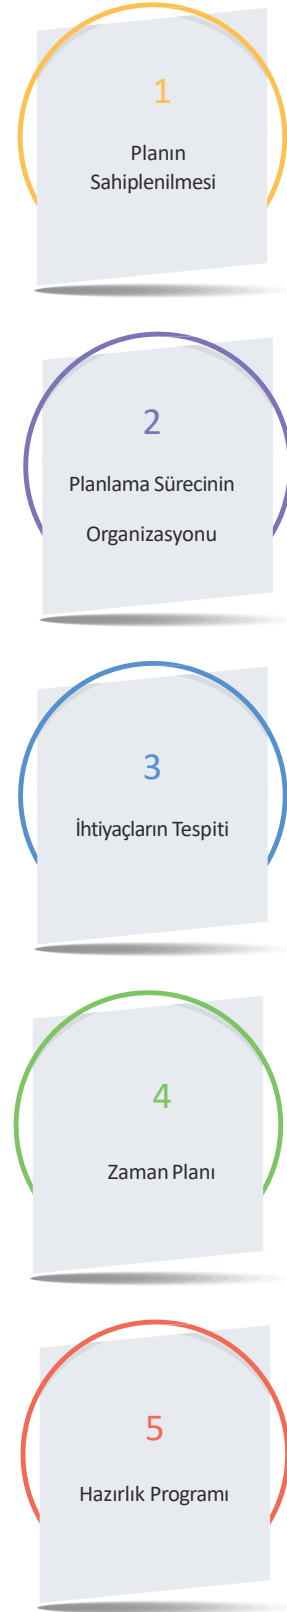 1
Planın
Sahiplenilmesi
2
Planlama Sürecinin
Organizasyonu
3
İhtiyaçların Tespiti
4
Zaman Planı
5
Hazırlık Programı